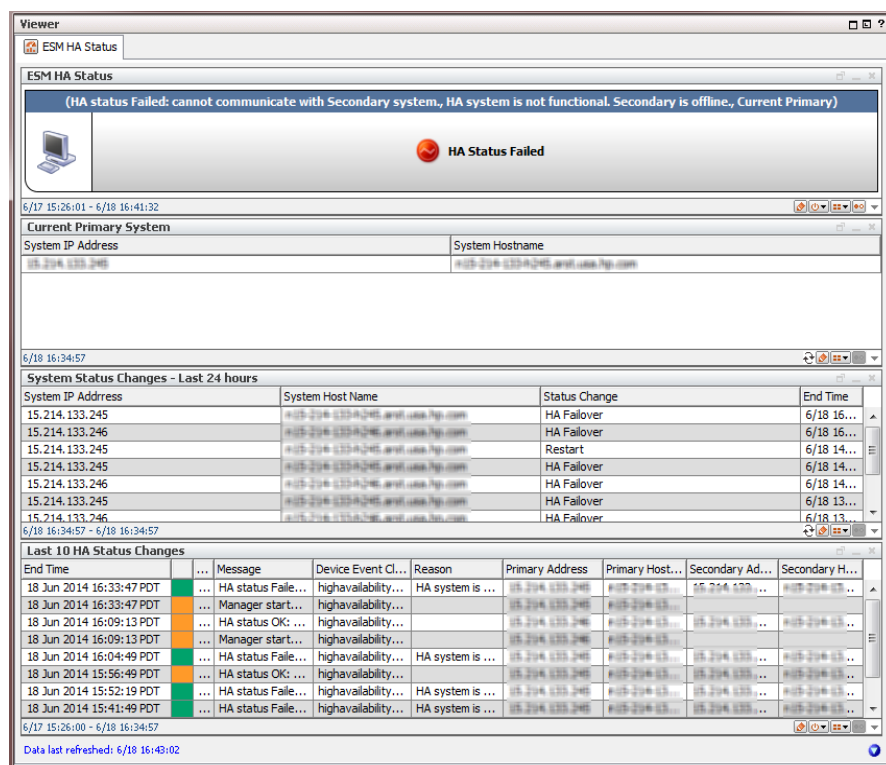 Viewer
ESM HA Status
ESM HA Status
(HA status Failed: cannot communicate with Secondary system., HA system is not functional. Secondary is offline., Current Primary)
HA Status Failed
6/17 15:26:01 - 6/18 16:41:32
Current Primary System
System IP Address System Hostname
6/18 16:34:57
System Status Changes - Last 24 hours
System IP Addrress System Host Name Status Change End Time
15.214.133.245 HA Failover 6/18 16...
15.214.133.246 HA Failover 6/18 16...
15.214.133.245 Restart 6/18 14...
15.214.133.245 HA Failover 6/18 14...
15.214.133.246 HA Failover 6/18 14...
15.214.133.245 HA Failover 6/18 13...
15.214.133.246 HA Failover 6/18 13...
6/18 16:34:57 - 6/18 16:34:57
Last 10 HA Status Changes
End Time ... Message Device Event Cl... Reason Primary Address Primary Host... Secondary Ad... Secondary H...
18 Jun 2014 16:33:47 PDT ... HA status Faile... highavailability... HA system is ...
18 Jun 2014 16:33:47 PDT ... Manager start... highavailability...
18 Jun 2014 16:09:13 PDT ... HA status OK: ... highavailability...
18 Jun 2014 16:09:13 PDT ... Manager start... highavailability...
18 Jun 2014 16:04:49 PDT ... HA status Faile... highavailability... HA system is ...
18 Jun 2014 15:56:49 PDT ... HA status OK: ... highavailability...
18 Jun 2014 15:52:19 PDT ... HA status Faile... highavailability... HA system is ...
18 Jun 2014 15:41:49 PDT ... HA status Faile... highavailability... HA system is ...
6/17 15:26:00 - 6/18 16:34:57
Data last refreshed: 6/18 16:43:02